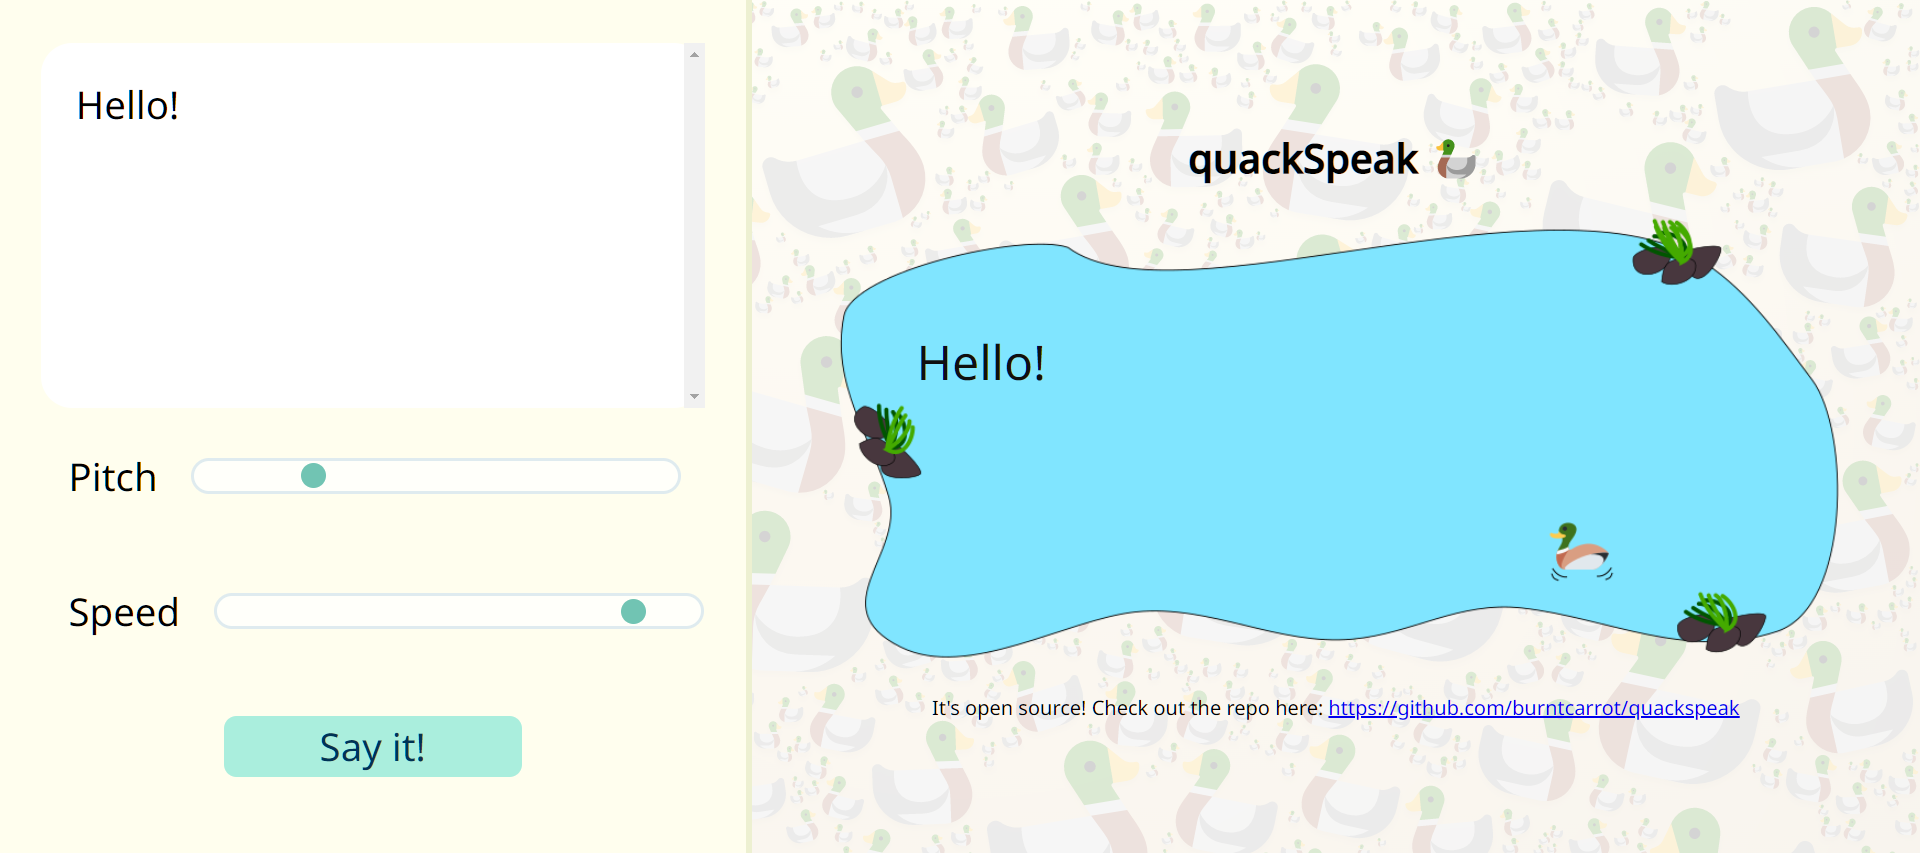 Hello!
Pitch
Speed
Say it!
quackSpeak
Hello!
It's open source! Check out the repo here: https://github.com/burntcarrot/quackspeak